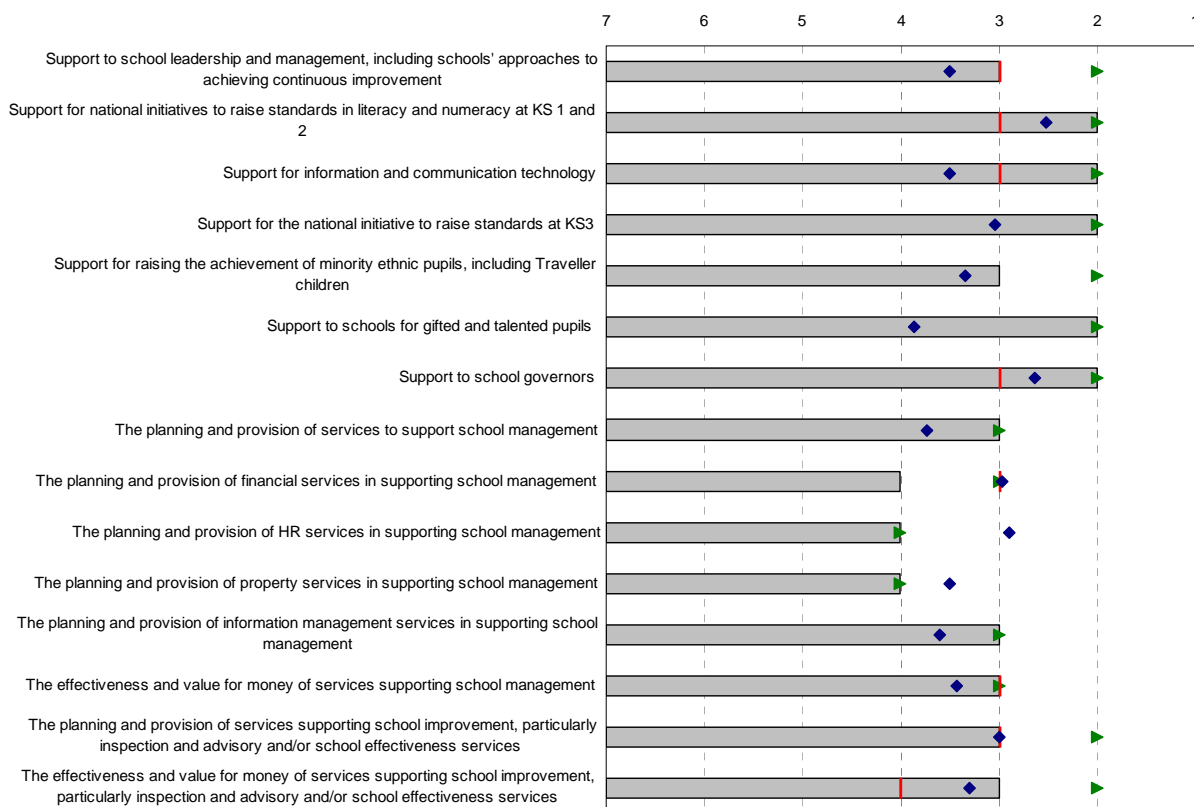 7 6 5 4 3 2 1
Support to school leadership and management, including schools' approaches to
achieving continuous improvement
Support for national initiatives to raise standards in literacy and numeracy at KS 1 and
2
Support for information and communication technology
Support for the national initiative to raise standards at KS3
Support for raising the achievement of minority ethnic pupils, including Traveller
children
Support to schools for gifted and talented pupils
Support to school governors
The planning and provision of services to support school management
The planning and provision of financial services in supporting school management
The planning and provision of HR services in supporting school management
The planning and provision of property services in supporting school management
The planning and provision of information management services in supporting school
management
The effectiveness and value for money of services supporting school management
The planning and provision of services supporting school improvement, particularly
inspection and advisory and/or school effectiveness services
The effectiveness and value for money of services supporting school improvement,
particularly inspection and advisory and/or school effectiveness services